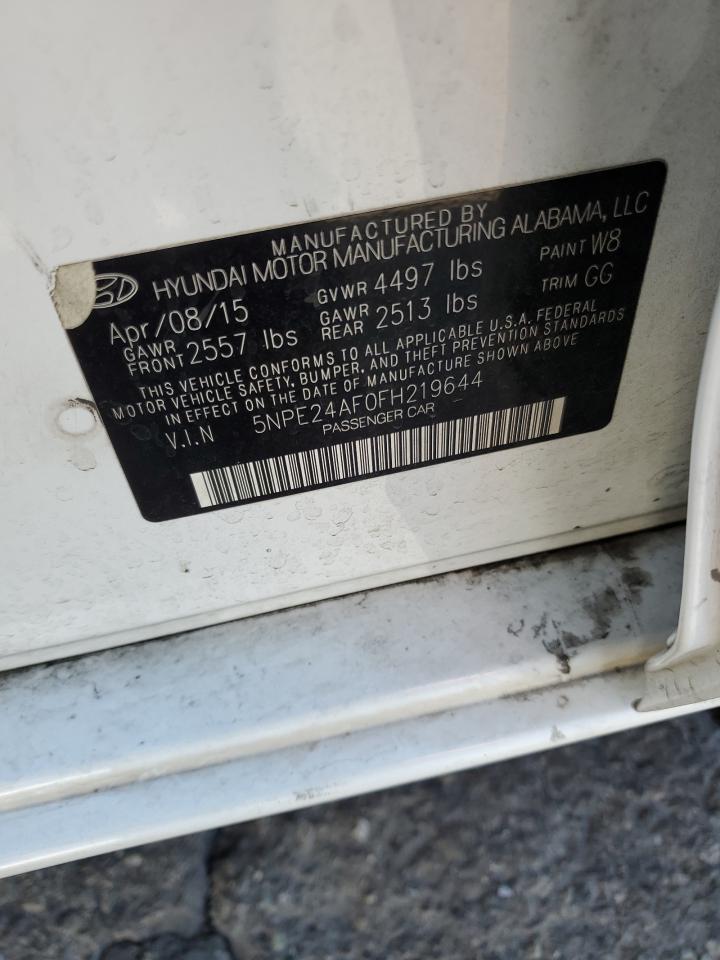 MANUFACTURED BY
HYUNDAI MOTOR MANUFACTURING ALABAMA, LLC
Apr/08/15 GVWR 4497 lbs PAINT W8
GAWR FRONT 2557 lbs GAWR REAR 2513 lbs TRIM GG
THIS VEHICLE CONFORMS TO ALL APPLICABLE U.S.A. FEDERAL
MOTOR VEHICLE SAFETY, BUMPER, AND THEFT PREVENTION STANDARDS
IN EFFECT ON THE DATE OF MANUFACTURE SHOWN ABOVE
V.I.N 5NPE24AF0FH219644
PASSENGER CAR